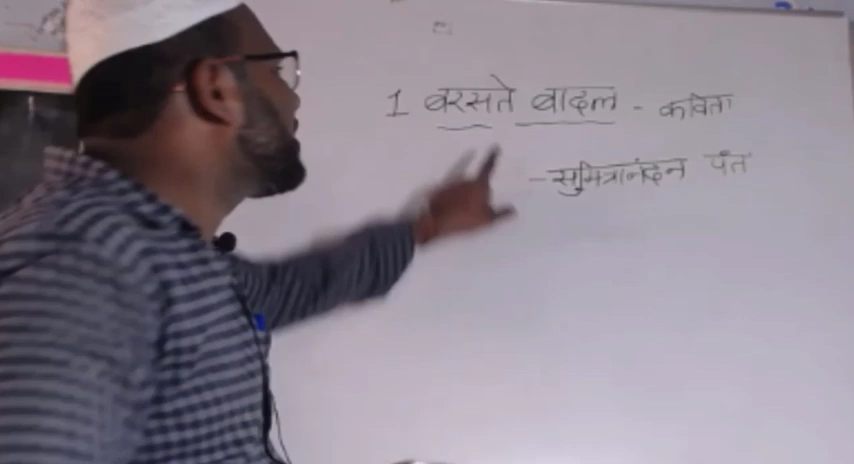 1 बरसते बादल - कविता
- सुमित्रानंदन पंत